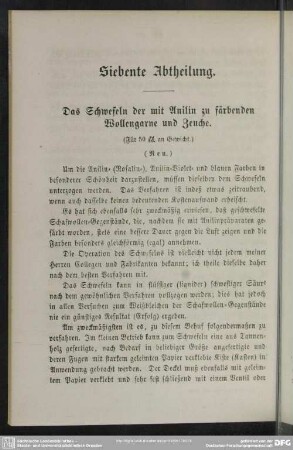 Siebente Abtheilung.
Das Schwefeln der mit Anilin zu färbenden
Wollengarne und Zeuche.
(Für 50 ℔. an Gewicht.)
(Neu.)
Um die Anilin- (Rosalin-), Anilin-Violet- und blauen Farben in
besonderer Schönheit darzustellen, müssen dieselben dem Schwefeln
unterzogen werden. Das Verfahren ist indeß etwas zeitraubend,
wenn auch dasselbe keinen bedeutenden Kostenaufwand erheischt.
Es hat sich ebenfalls sehr zweckmäßig erwiesen, daß geschwefelte
Schafwollen-Gegenstände, die, nachdem sie mit Anilinpräparaten ge-
färbt worden, stets eine bessere Dauer gegen die Luft zeigen und die
Farben besonders gleichförmig (egal) annehmen.
Die Operation des Schwefelns ist vielleicht nicht jedem meiner
Herren Collegen und Fabrikanten bekannt, ich theile dieselbe daher
nach dem besten Verfahren mit.
Das Schwefeln kann in flüssiger (liquider) schwefliger Säure
nach dem gewöhnlichen Verfahren vollzogen werden; dies hat jedoch
in allen Versuchen zum Weißbleichen der Schafwollen-Gegenstände
nie ein günstiges Resultat (Erfolg) ergeben.
Am zweckmäßigsten ist es, zu diesem Behuf folgendermaßen zu
verfahren. Im kleinen Betrieb kann zum Schwefeln eine aus Tannen-
holz gefertigte, nach Bedarf in beliebiger Größe angefertigte und
deren Fugen mit starkem geleimten Papier verklebte Kiste (Kasten) in
Anwendung gebracht werden. Der Deckel muß ebenfalls mit geleim-
tem Papier verklebt und sehr fest schließend mit einem Ventil oder